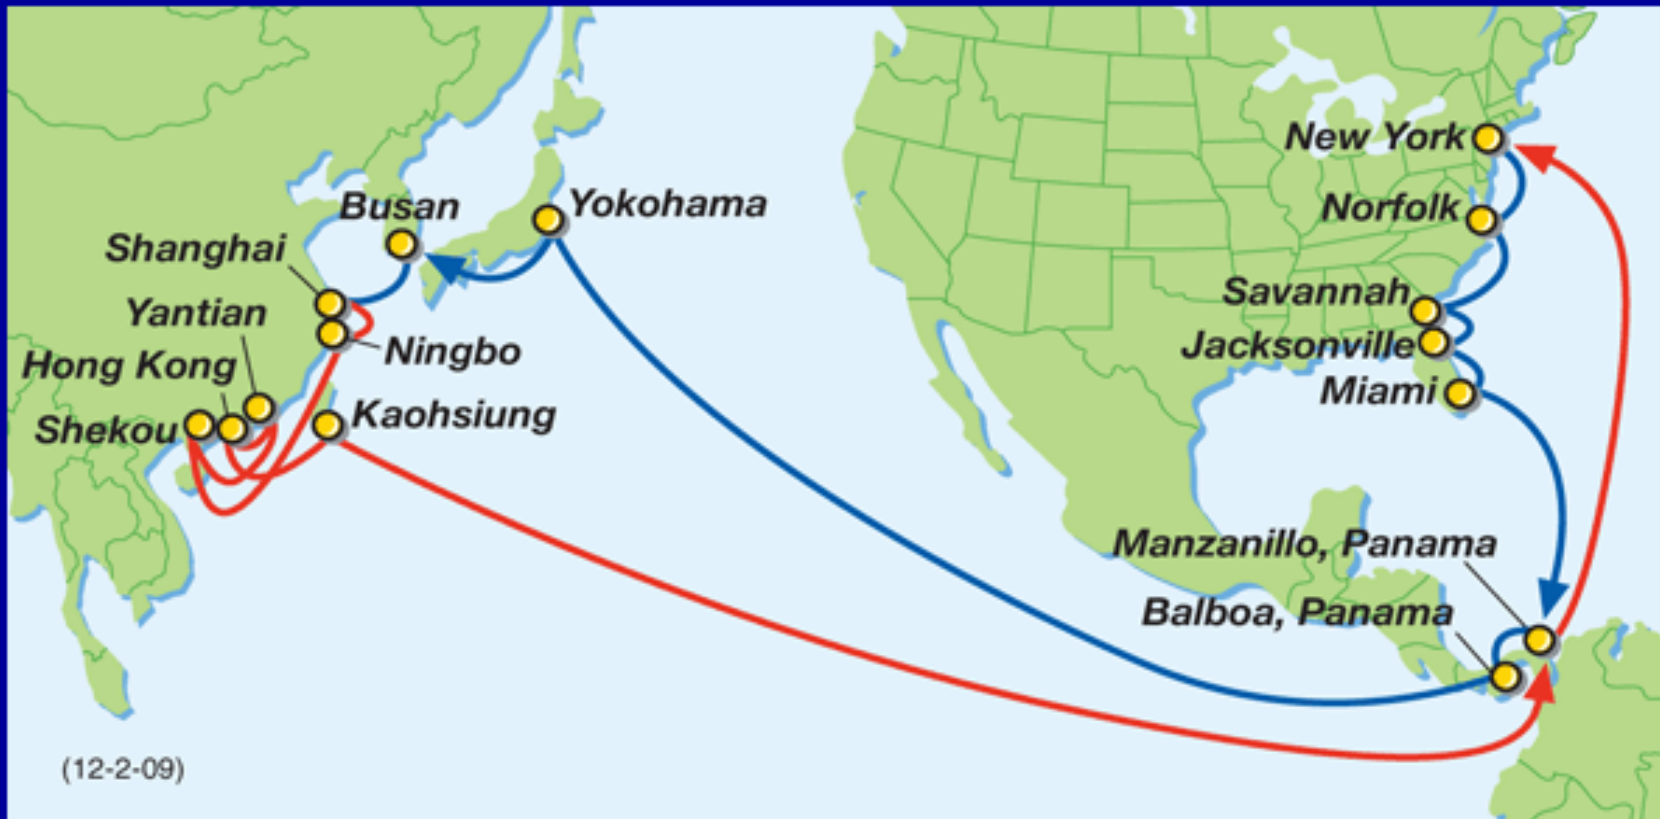 New York
Busan
Yokohama
Norfolk
Shanghai
Savannah
Yantian
Jacksonville
Ningbo
Hong Kong
Miami
Kaohsiung
Shekou
Manzanillo, Panama
Balboa, Panama
(12-2-09)